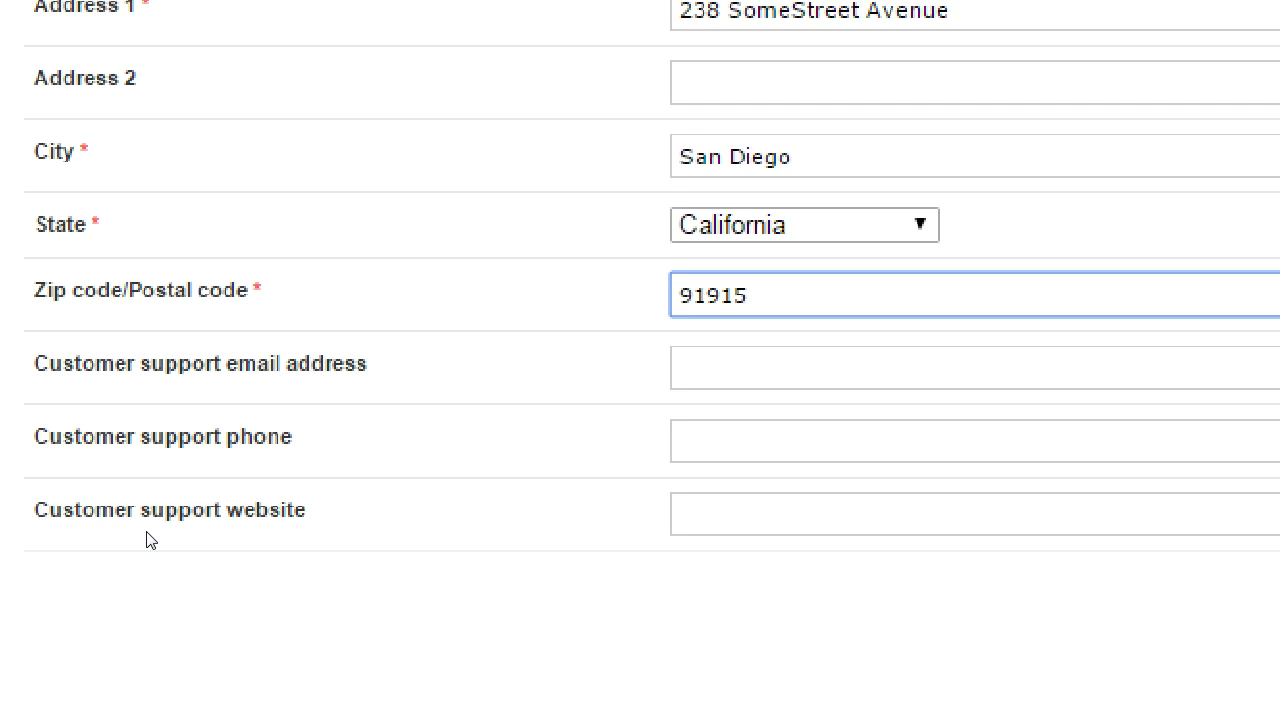 Address 1 *
238 SomeStreet Avenue
Address 2
City *
San Diego
State *
California
Zip code/Postal code *
91915
Customer support email address
Customer support phone
Customer support website